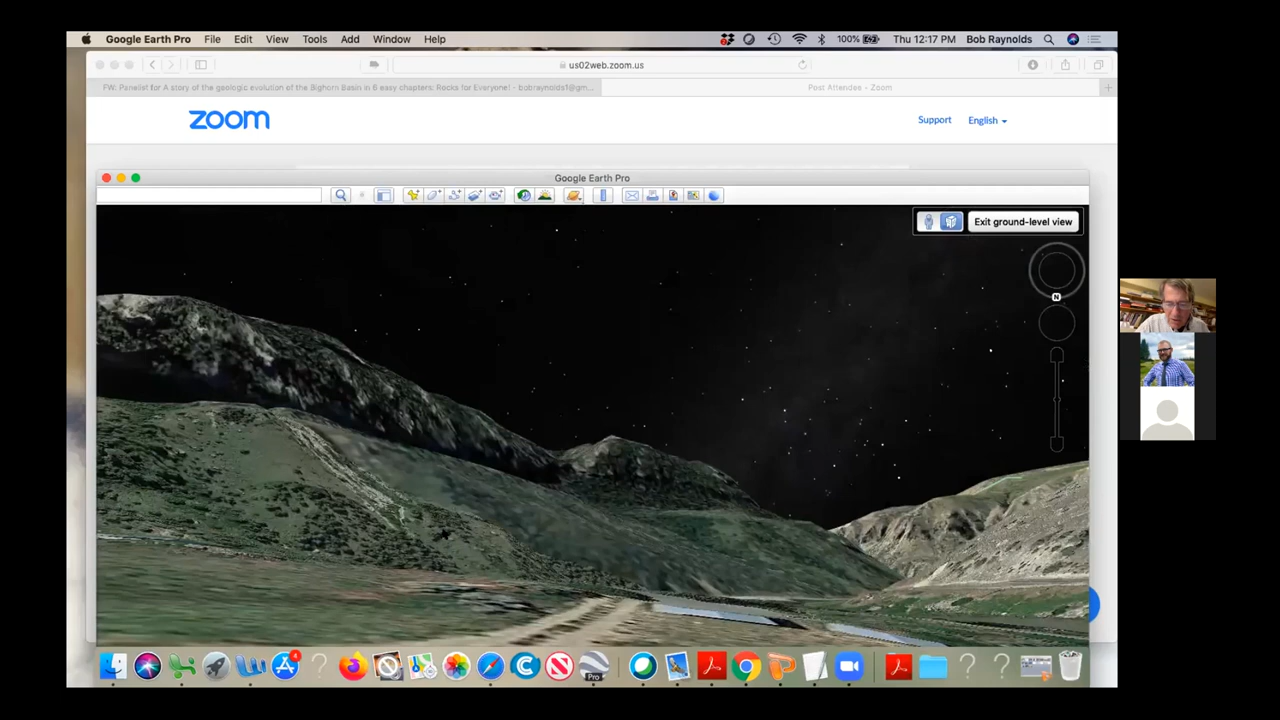 Google Earth Pro File Edit View Tools Add Window Help 100% Thu 12:17 PM Bob Raynolds
us02web.zoom.us
FW: Panelist for A story of the geologic evolution of the Bighorn Basin in 6 easy chapters: Rocks for Everyone! - bobraynolds1@gm... Post Attendee - Zoom
zoom Support English
Google Earth Pro
Exit ground-level view
N
4
Pro